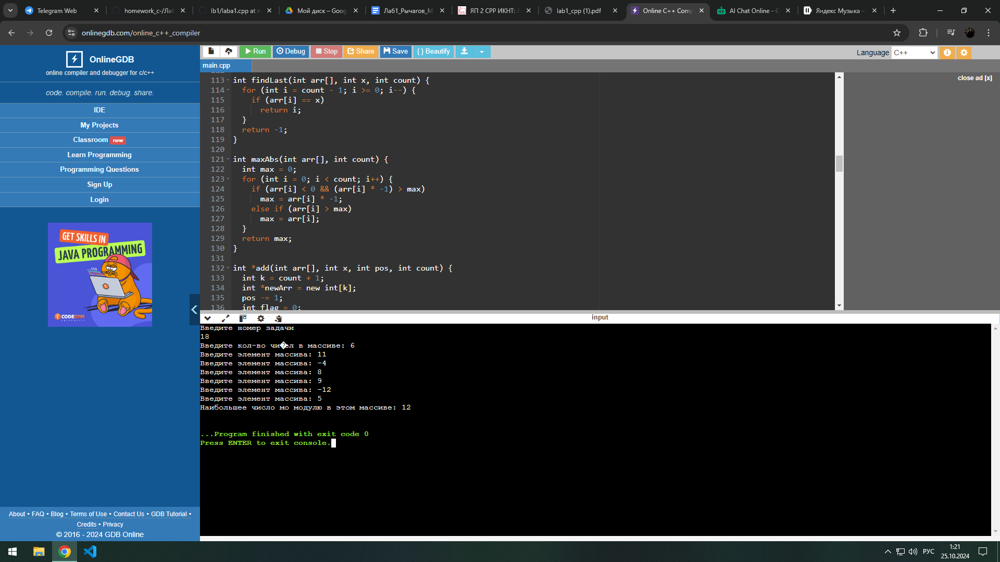 Telegram Web
homework_c-/Лаб
lb1/laba1.cpp at m
Мой диск – Goog
Лаб1_Рычагов_М
ЯП 2 СРР ИКНТ: Л
lab1_cpp (1).pdf
Online C++ Comp
AI Chat Online - G
Яндекс Музыка –
onlinegdb.com/online_c++_compiler
OnlineGDB
online compiler and debugger for c/c++
code. compile. run. debug. share.
IDE
My Projects
Classroom new
Learn Programming
Programming Questions
Sign Up
Login
GET SKILLS IN
JAVA PROGRAMMING
CODEGYM
UNIVERSITY
About • FAQ • Blog • Terms of Use • Contact Us • GDB Tutorial •
Credits • Privacy
© 2016 - 2024 GDB Online
Run Debug Stop Share Save { } Beautify
Language C++
main.cpp
close ad [x]
113 int findLast(int arr[], int x, int count) {
114 for (int i = count - 1; i >= 0; i--) {
115 if (arr[i] == x)
116 return i;
117 }
118 return -1;
119 }
120
121 int maxAbs(int arr[], int count) {
122 int max = 0;
123 for (int i = 0; i < count; i++) {
124 if (arr[i] < 0 && (arr[i] * -1) > max)
125 max = arr[i] * -1;
126 else if (arr[i] > max)
127 max = arr[i];
128 }
129 return max;
130 }
131
132 int *add(int arr[], int x, int pos, int count) {
133 int k = count + 1;
134 int *newArr = new int[k];
135 pos -= 1;
136 int flag = 0;
input
Введите номер задачи
18
Введите кол-во чи�ел в массиве: 6
Введите элемент массива: 11
Введите элемент массива: -4
Введите элемент массива: 8
Введите элемент массива: 9
Введите элемент массива: -12
Введите элемент массива: 5
Наибольшее число мо модулю в этом массиве: 12
...Program finished with exit code 0
Press ENTER to exit console.
РУС
1:21
25.10.2024